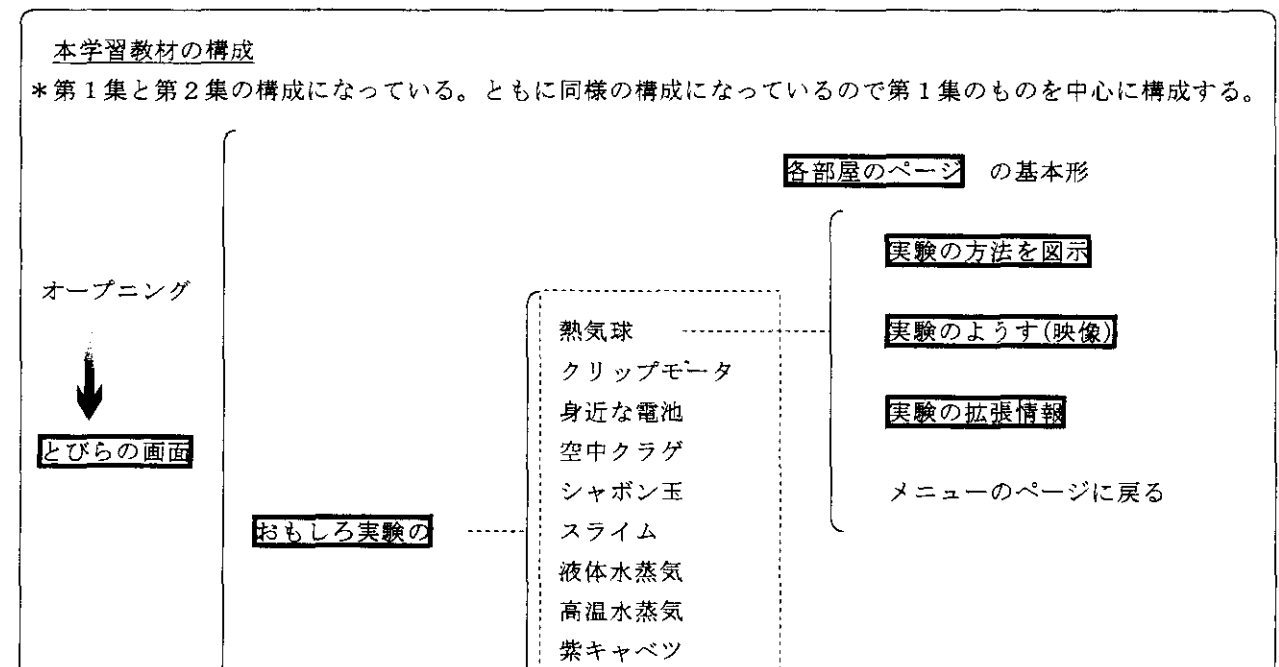 本学習教材の構成
*第1集と第2集の構成になっている。ともに同様の構成になっているので第1集のものを中心に構成する。
各部屋のページ の基本形
実験の方法を図示
オープニング
熱気球
実験のようす(映像)
クリップモータ
身近な電池
実験の拡張情報
とびらの画面
空中クラゲ
シャボン玉
メニューのページに戻る
おもしろ実験の
スライム
液体水蒸気
高温水蒸気
紫キャベツ